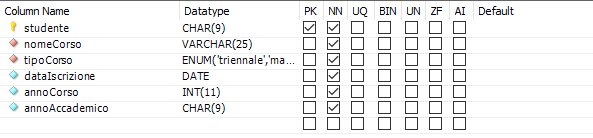 Column Name Datatype PK NN UQ BIN UN ZF AI Default
studente CHAR(9)
nomeCorso VARCHAR(25)
tipoCorso ENUM('triennale','ma...
dataIscrizione DATE
annoCorso INT(11)
annoAccademico CHAR(9)